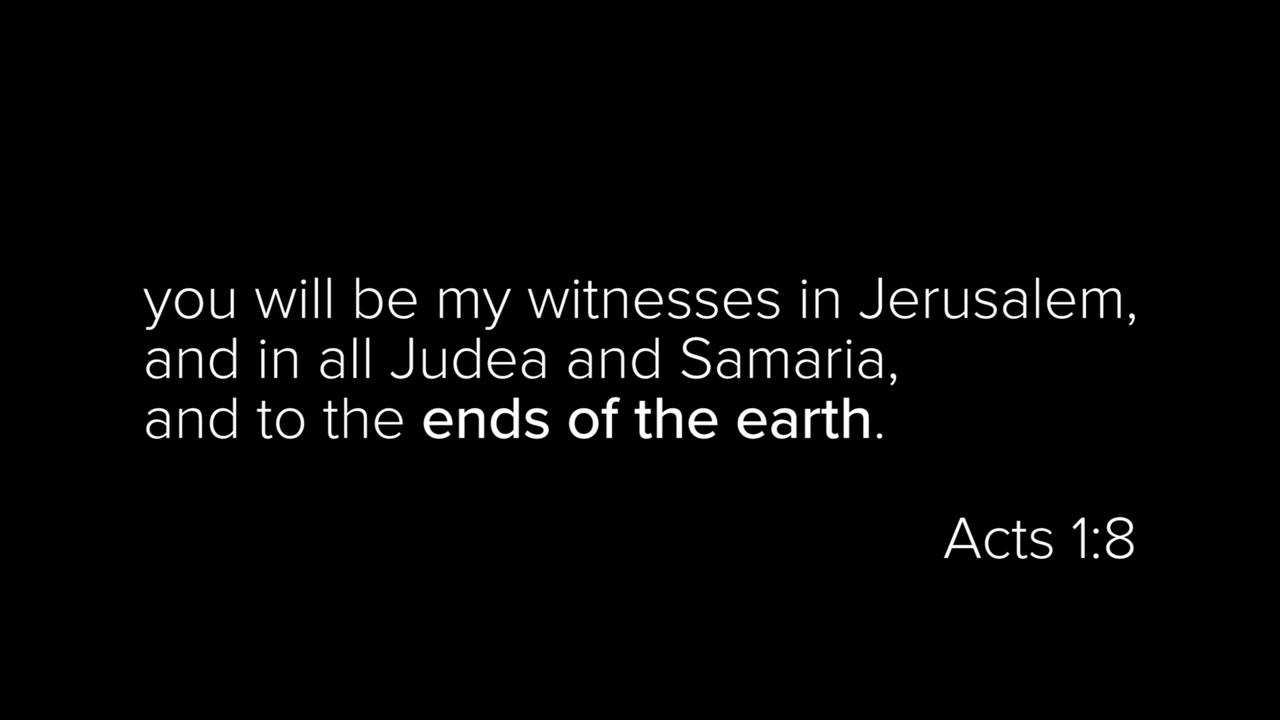 you will be my witnesses in Jerusalem,
and in all Judea and Samaria,
and to the ends of the earth.
Acts 1:8